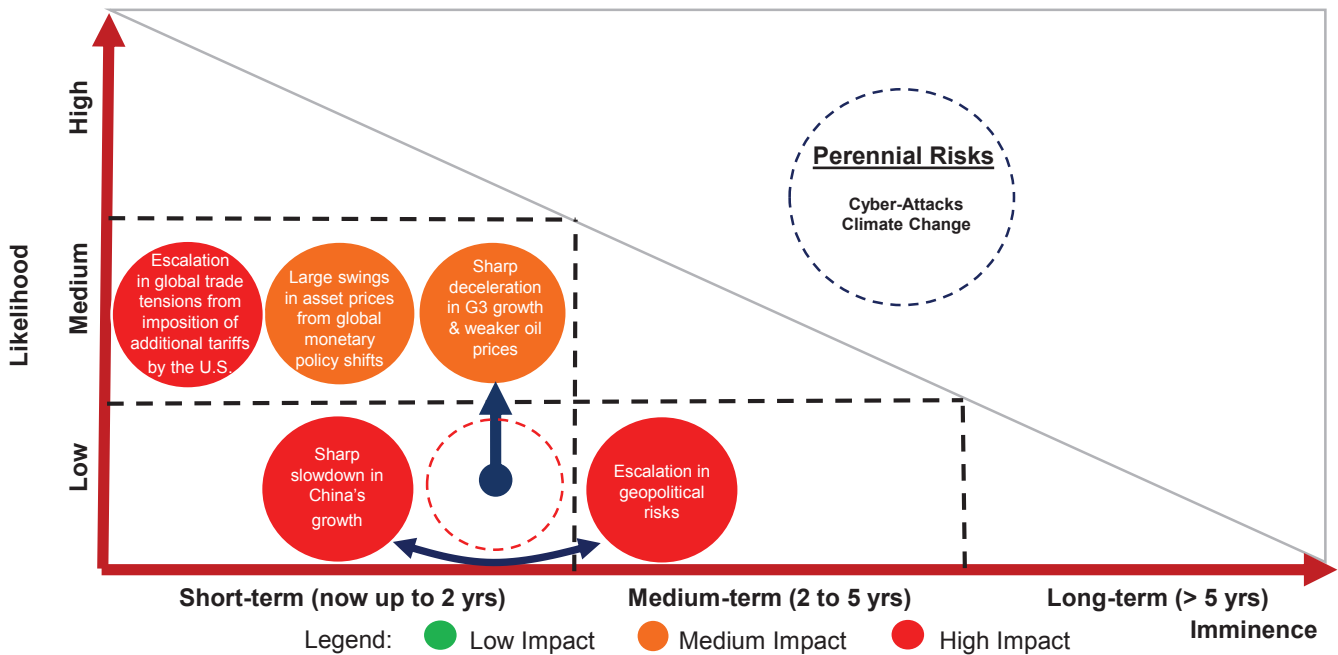 Likelihood
High
Medium
Low
Perennial Risks
Cyber-Attacks
Climate Change
Escalation
in global trade
tensions from
imposition of
additional tariffs
by the U.S.
Large swings
in asset prices
from global
monetary
policy shifts
Sharp
deceleration
in G3 growth
& weaker oil
prices
Sharp
slowdown in
China’s
growth
Escalation in
geopolitical
risks
Short-term (now up to 2 yrs)
Medium-term (2 to 5 yrs)
Long-term (> 5 yrs)
Imminence
Legend:
Low Impact
Medium Impact
High Impact